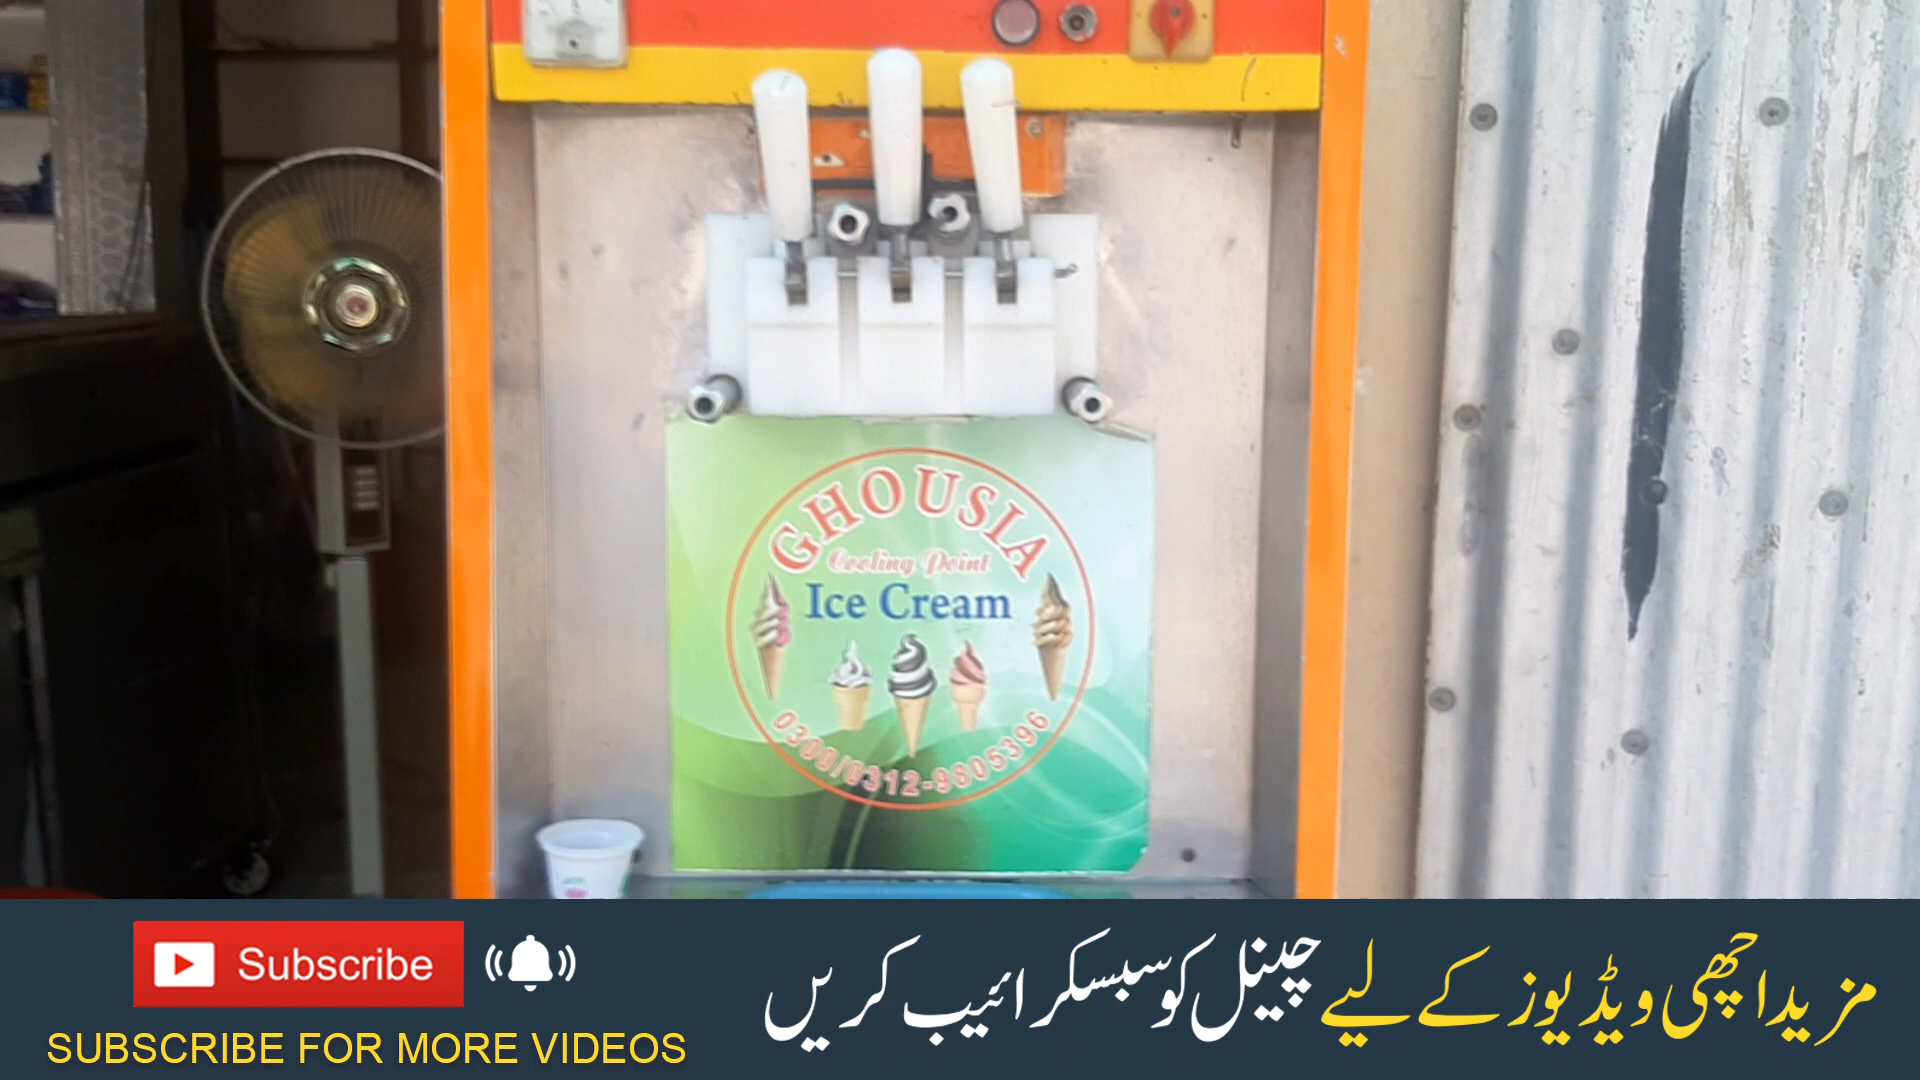 GHOUSIA
Cooling Point
Ice Cream
0300/0312-9805396
Subscribe
SUBSCRIBE FOR MORE VIDEOS
مزید اچھی ویڈیوز کے لیے چینل کو سبسکرائیب کریں